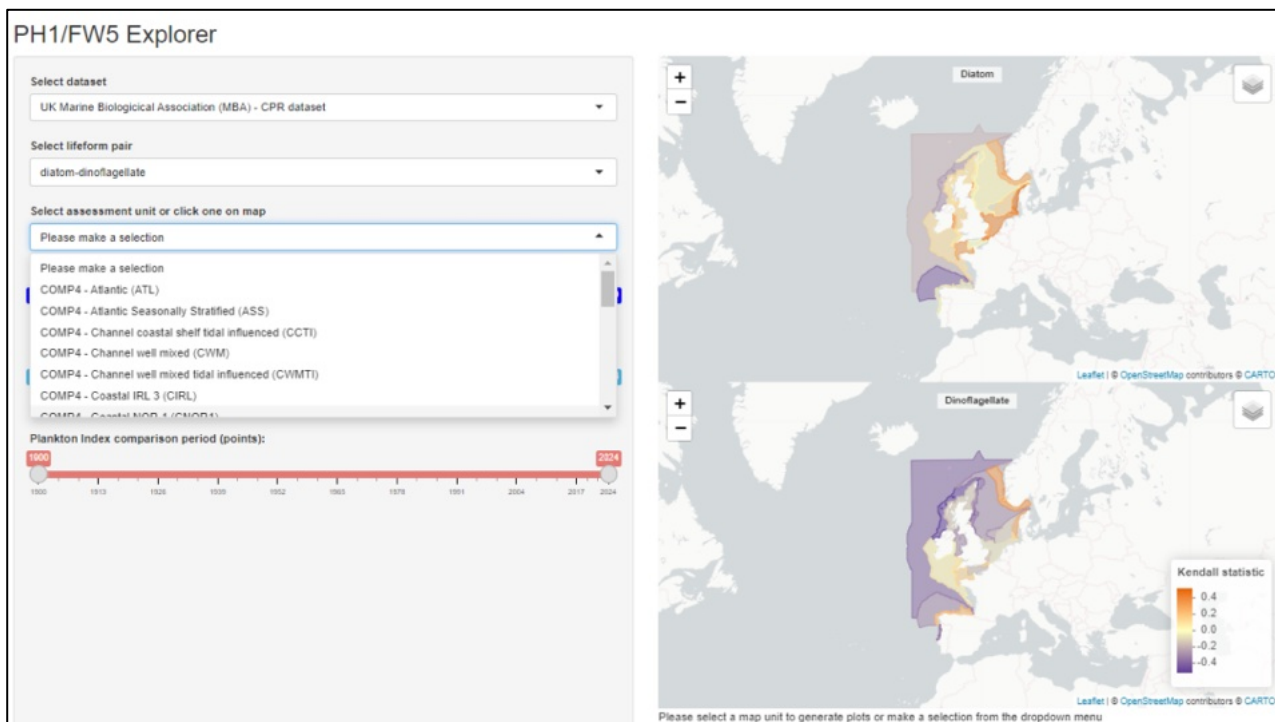 PH1/FW5 Explorer
Select dataset
UK Marine Biologicical Association (MBA) - CPR dataset
Select lifeform pair
diatom-dinoflagellate
Select assessment unit or click one on map
Please make a selection
Please make a selection
COMP4 - Atlantic (ATL)
COMP4 - Atlantic Seasonally Stratified (ASS)
COMP4 - Channel coastal shelf tidal influenced (CCTI)
COMP4 - Channel well mixed (CWM)
COMP4 - Channel well mixed tidal influenced (CWMTI)
COMP4 - Coastal IRL 3 (CIRL)
COMP4 - Coastal NOR 1 (CNOR1)
Plankton Index comparison period (points):
1900 2024
1900 1913 1926 1939 1952 1965 1978 1991 2004 2017 2024
+
−
Diatom
Leaflet | © OpenStreetMap contributors © CARTO
+
−
Dinoflagellate
Kendall statistic
0.4
0.2
0.0
-0.2
-0.4
Leaflet | © OpenStreetMap contributors © CARTO
Please select a map unit to generate plots or make a selection from the dropdown menu